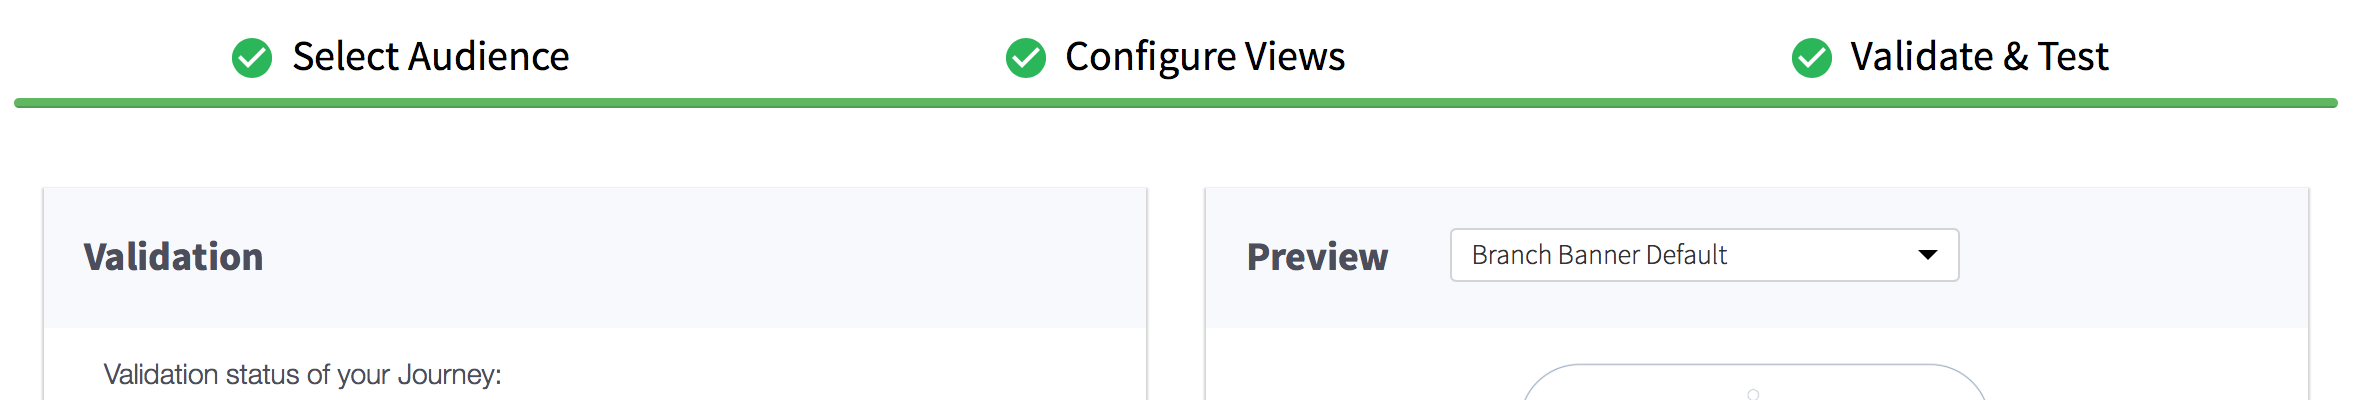 Select Audience
Configure Views
Validate & Test
Validation
Preview
Branch Banner Default
Validation status of your Journey: